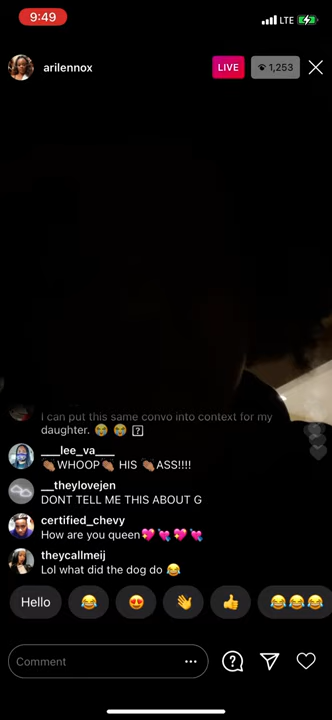 9:49
LTE
arilennox
LIVE
1,253
I can put this same convo into context for my
daughter. 😭 😭 
____lee_va____
👏🏾WHOOP👏🏾 HIS 👏🏾ASS!!!!
__theylovejen
DONT TELL ME THIS ABOUT G
certified_chevy
How are you queen💖💘💖💘
theycallmeij
Lol what did the dog do 😂
Hello 😂 😍 👋 👍 😂😂😂
Comment